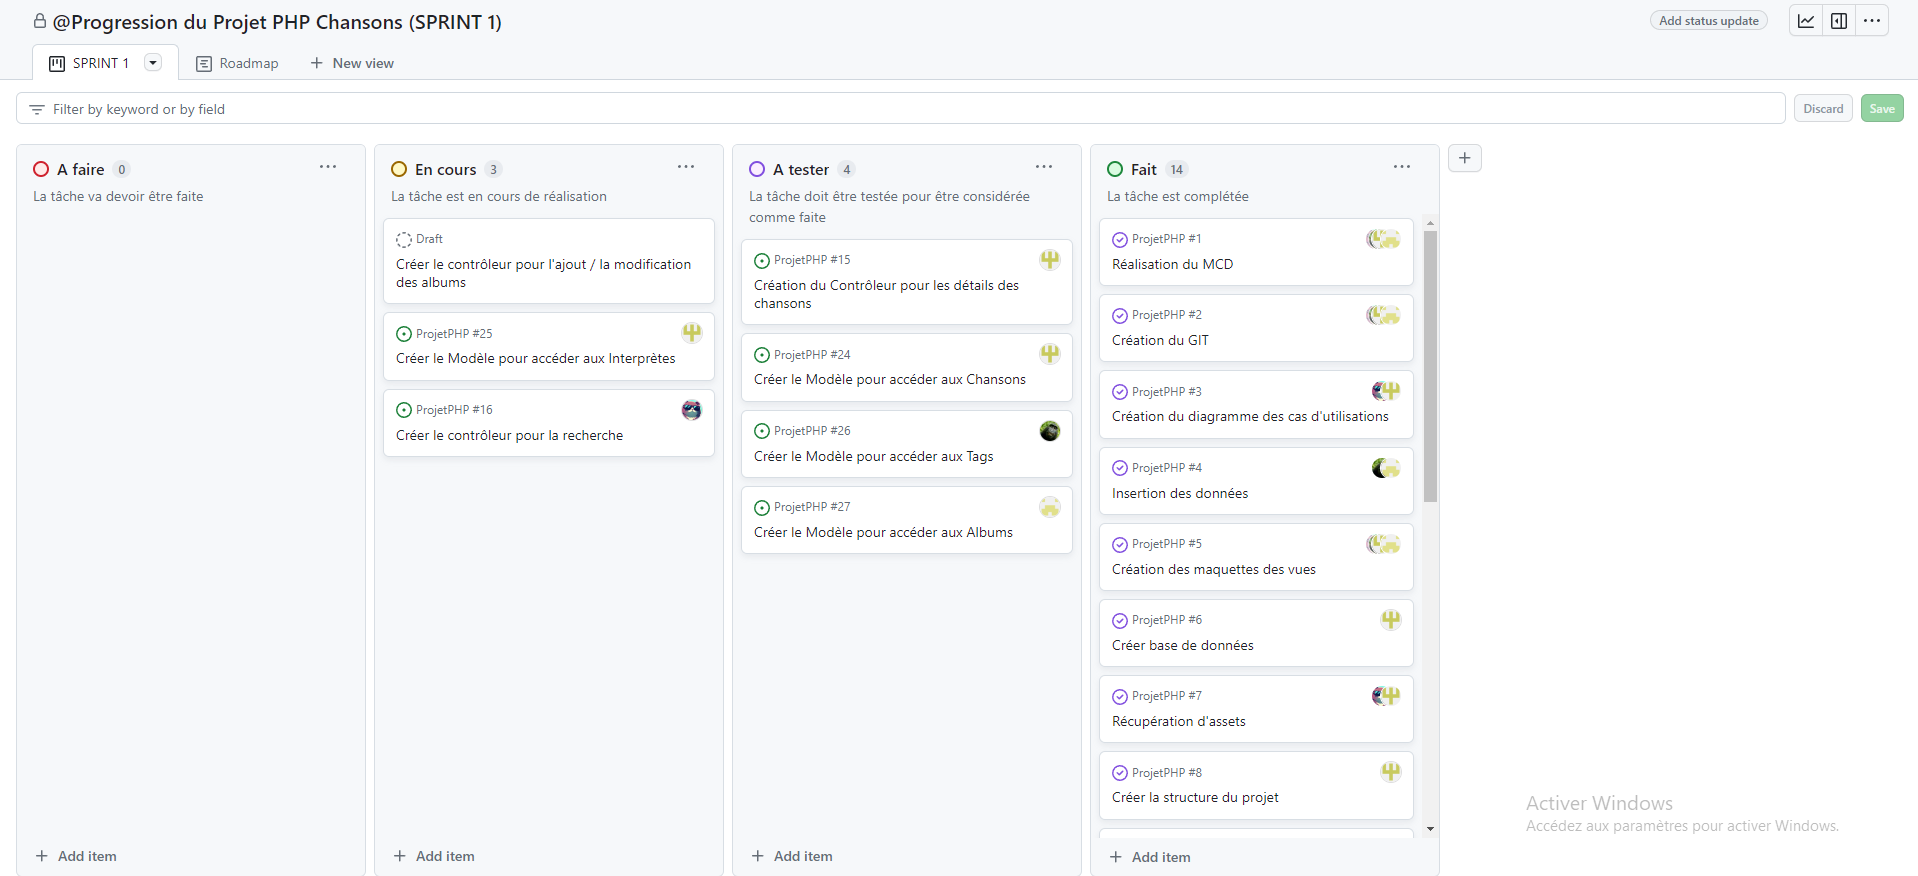 @Progression du Projet PHP Chansons (SPRINT 1)
Add status update
SPRINT 1
Roadmap
New view
Filter by keyword or by field
Discard
Save
A faire 0
La tâche va devoir être faite
Add item
En cours 3
La tâche est en cours de réalisation
Draft
Créer le contrôleur pour l'ajout / la modification
des albums
ProjetPHP #25
Créer le Modèle pour accéder aux Interprètes
ProjetPHP #16
Créer le contrôleur pour la recherche
Add item
A tester 4
La tâche doit être testée pour être considérée
comme faite
ProjetPHP #15
Création du Contrôleur pour les détails des
chansons
ProjetPHP #24
Créer le Modèle pour accéder aux Chansons
ProjetPHP #26
Créer le Modèle pour accéder aux Tags
ProjetPHP #27
Créer le Modèle pour accéder aux Albums
Add item
Fait 14
La tâche est complétée
ProjetPHP #1
Réalisation du MCD
ProjetPHP #2
Création du GIT
ProjetPHP #3
Création du diagramme des cas d'utilisations
ProjetPHP #4
Insertion des données
ProjetPHP #5
Création des maquettes des vues
ProjetPHP #6
Créer base de données
ProjetPHP #7
Récupération d'assets
ProjetPHP #8
Créer la structure du projet
Add item
Activer Windows
Accédez aux paramètres pour activer Windows.